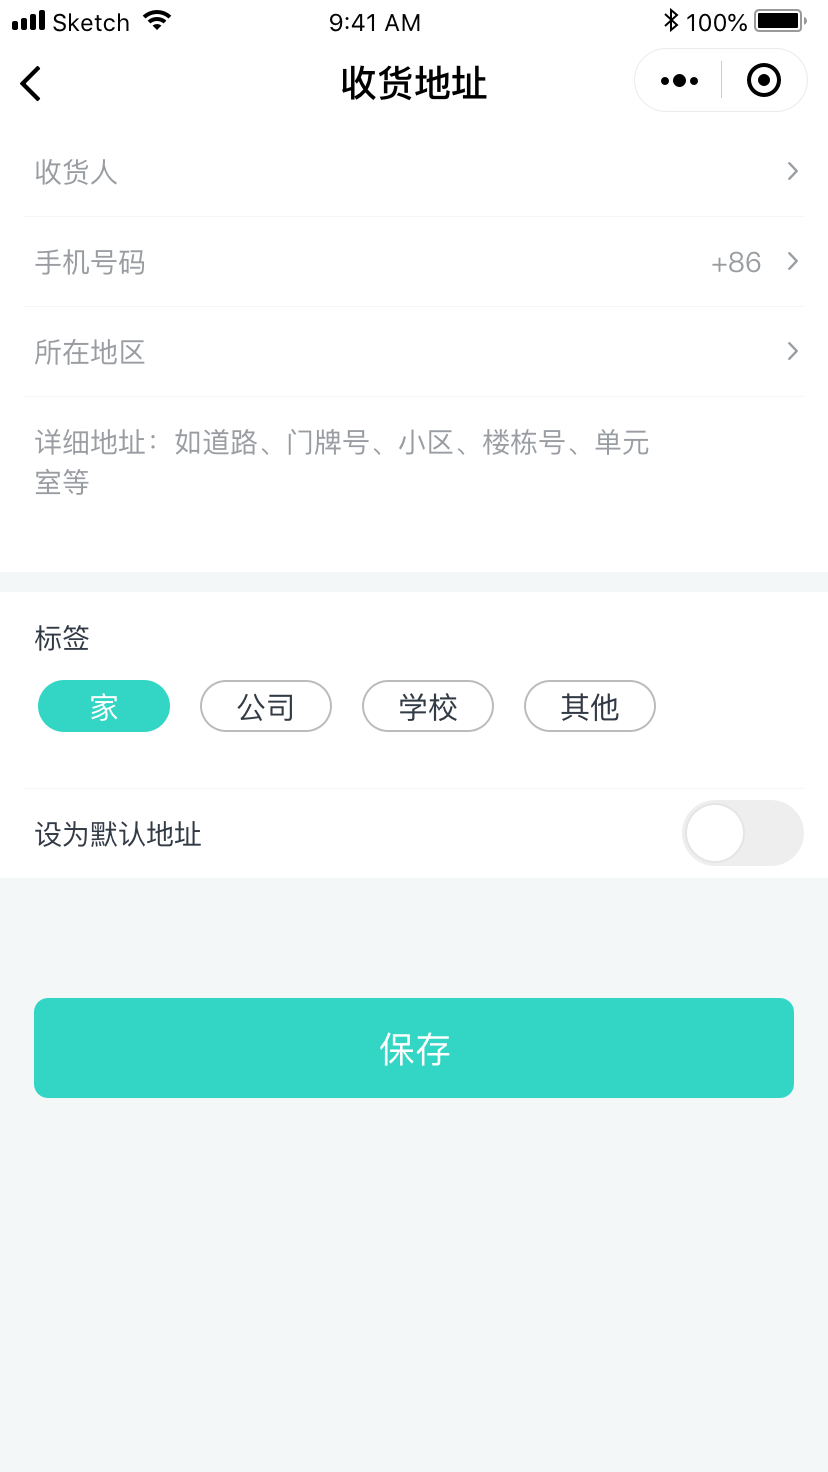 Sketch 9:41 AM 100%
收货地址
收货人
手机号码 +86
所在地区
详细地址：如道路、门牌号、小区、楼栋号、单元
室等
标签
家 公司 学校 其他
设为默认地址
保存